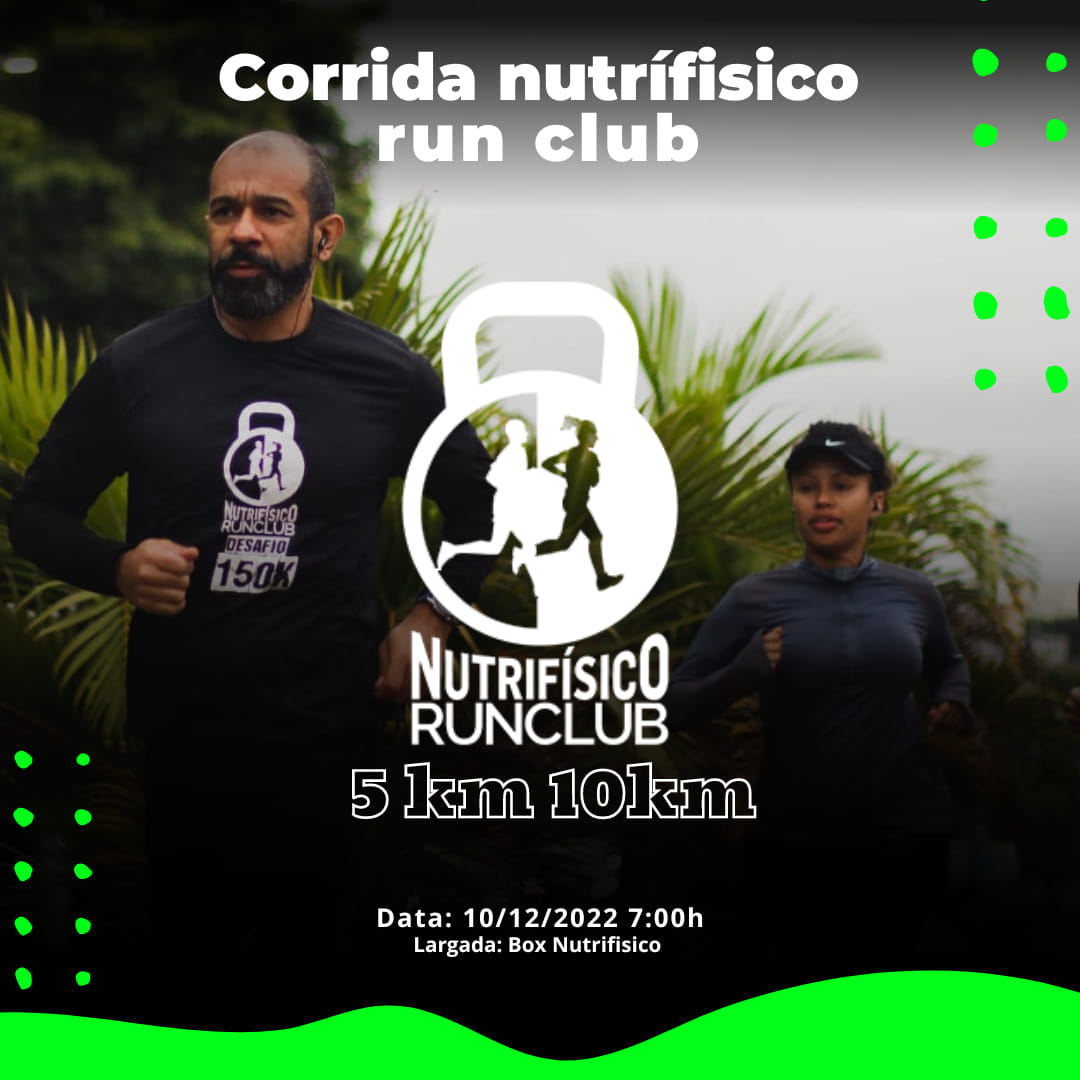 Corrida nutrífisico
run club
NUTRIFÍSICO
RUNCLUB
DESAFIO
150K
NUTRIFÍSICO
RUNCLUB
5 km 10km
Data: 10/12/2022 7:00h
Largada: Box Nutrifisico